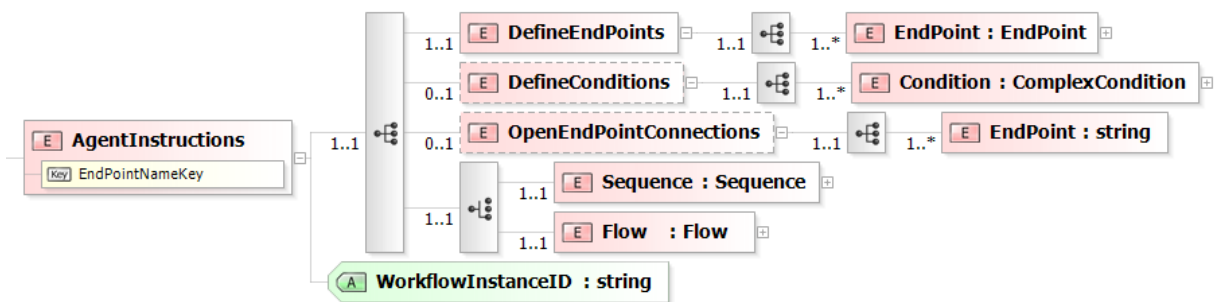 1..1 E DefineEndPoints 1..1 1..* E EndPoint : EndPoint
0..1 E DefineConditions 1..1 1..* E Condition : ComplexCondition
E AgentInstructions 1..1 0..1 E OpenEndPointConnections 1..1 1..* E EndPoint : string
Key EndPointNameKey
1..1 1..1 E Sequence : Sequence
1..1 E Flow : Flow
A WorkflowInstanceID : string